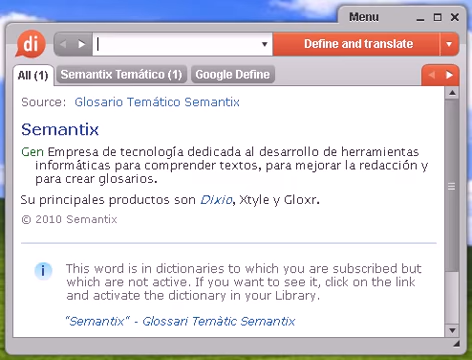 Menu
di
Define and translate
All (1) Semantix Temático (1) Google Define
Source: Glosario Temático Semantix
Semantix
Gen Empresa de tecnología dedicada al desarrollo de herramientas
informáticas para comprender textos, para mejorar la redacción y
para crear glosarios.
Su principales productos son Dixio, Xtyle y Gloxr.
© 2010 Semantix
i
This word is in dictionaries to which you are subscribed but
which are not active. If you want to see it, click on the link
and activate the dictionary in your Library.
"Semantix" - Glossari Temàtic Semantix